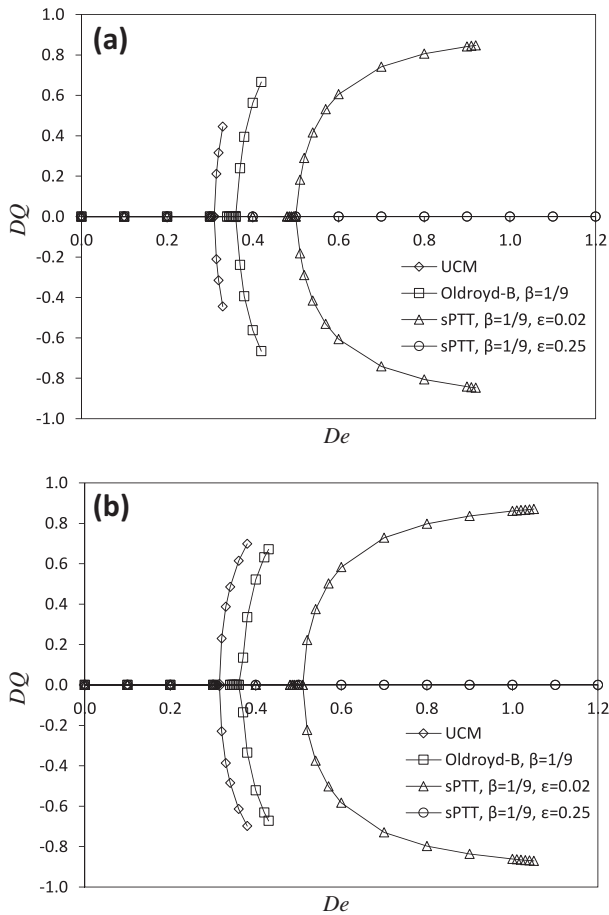 (a)
1.0
0.8
0.6
0.4
0.2
0.0
-0.2
-0.4
-0.6
-0.8
-1.0
DQ
0.0 0.2 0.4 0.6 0.8 1.0 1.2
UCM
Oldroyd-B, β=1/9
sPTT, β=1/9, ε=0.02
sPTT, β=1/9, ε=0.25
De
(b)
1.0
0.8
0.6
0.4
0.2
0.0
-0.2
-0.4
-0.6
-0.8
-1.0
DQ
0.0 0.2 0.4 0.6 0.8 1.0 1.2
UCM
Oldroyd-B, β=1/9
sPTT, β=1/9, ε=0.02
sPTT, β=1/9, ε=0.25
De